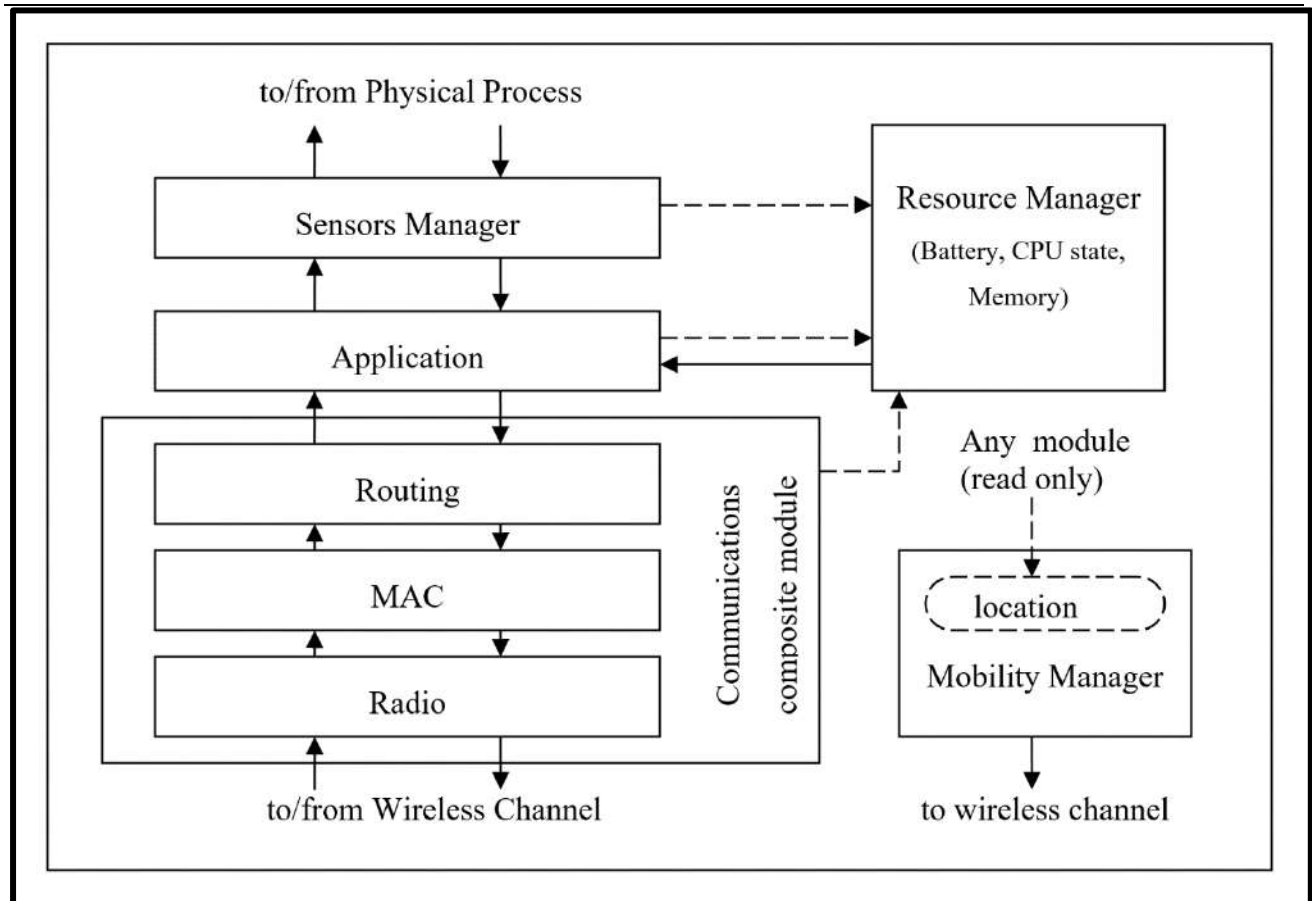 to/from Physical Process
Sensors Manager
Application
Routing
MAC
Radio
Communications
composite module
to/from Wireless Channel
Resource Manager
(Battery, CPU state,
Memory)
Any module
(read only)
location
Mobility Manager
to wireless channel